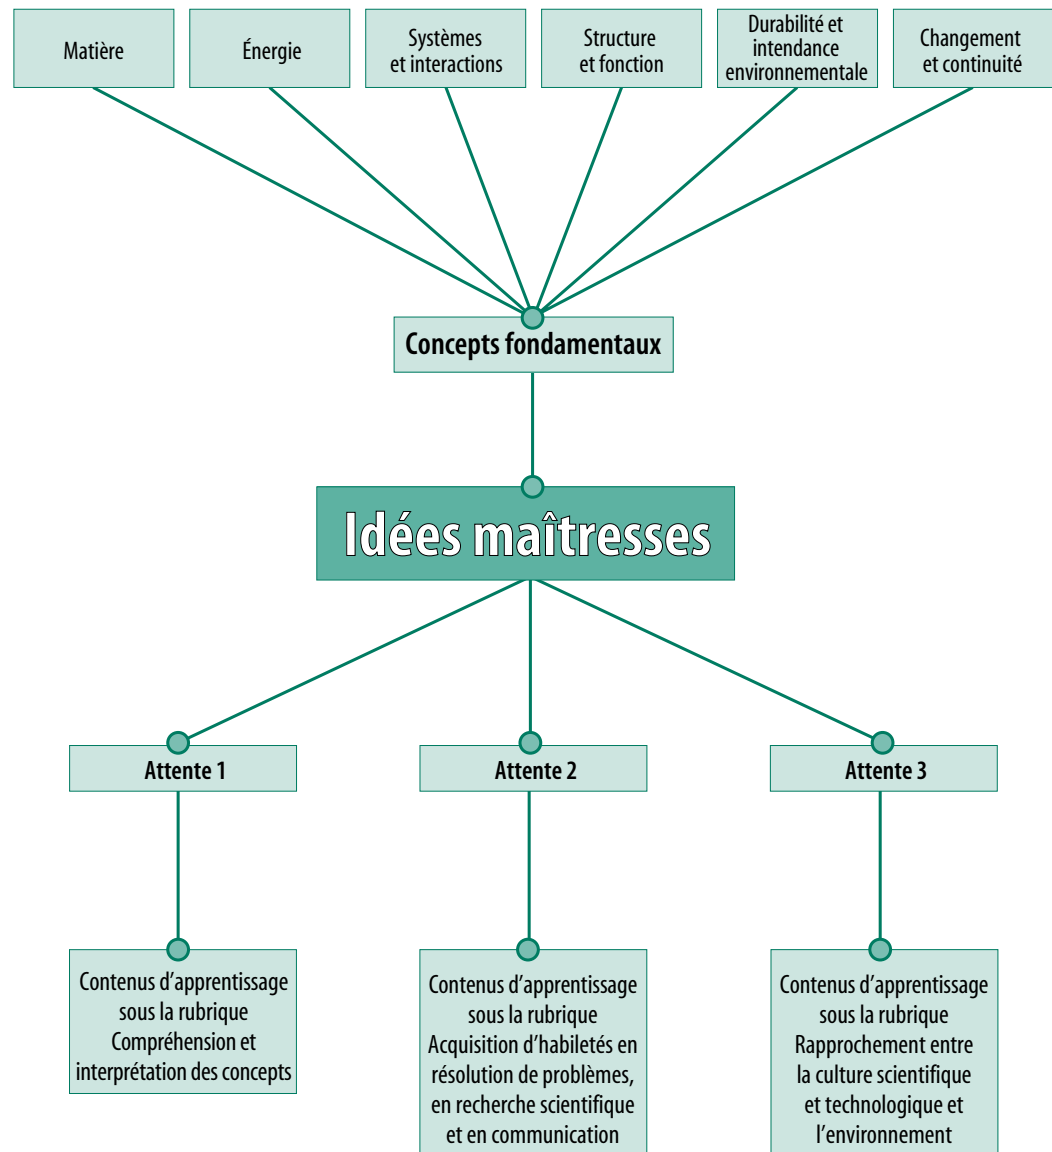 Matière
Énergie
Systèmes
et interactions
Structure
et fonction
Durabilité et
intendance
environnementale
Changement
et continuité
Concepts fondamentaux
Idées maîtresses
Attente 1
Attente 2
Attente 3
Contenus d'apprentissage
sous la rubrique
Compréhension et
interprétation des concepts
Contenus d'apprentissage
sous la rubrique
Acquisition d'habiletés en
résolution de problèmes,
en recherche scientifique
et en communication
Contenus d'apprentissage
sous la rubrique
Rapprochement entre
la culture scientifique
et technologique et
l'environnement